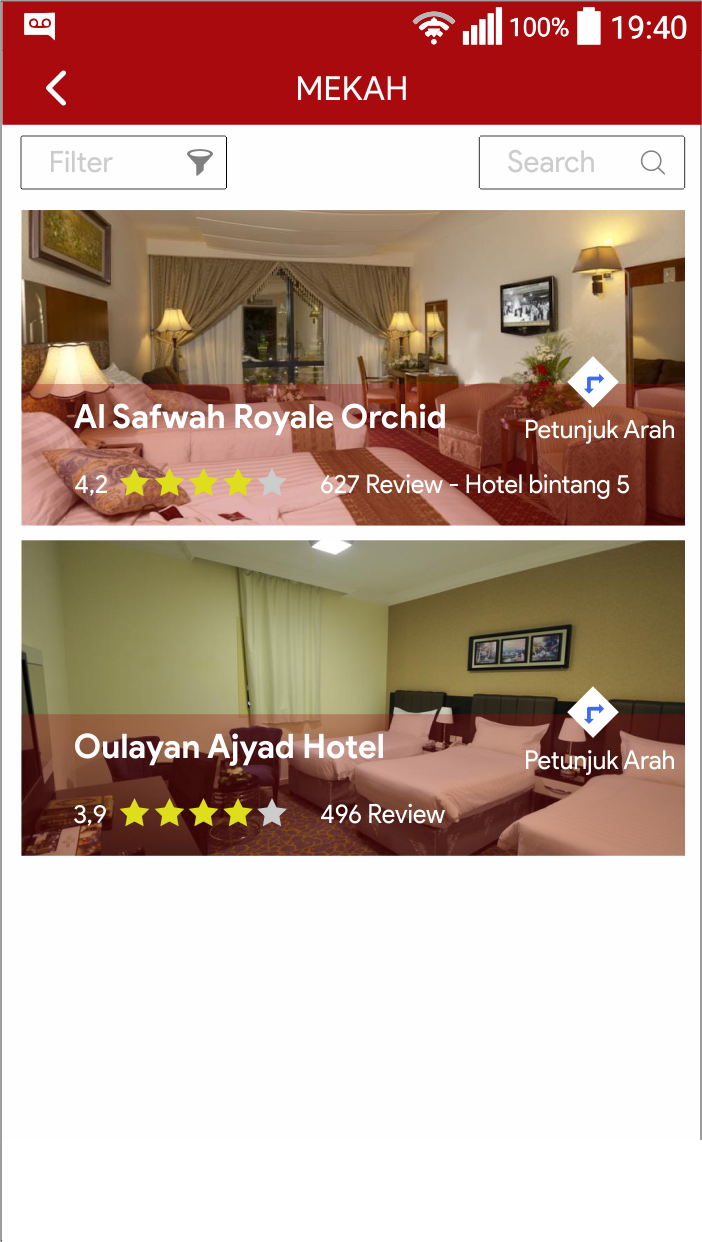 100% 19:40
MEKAH
Filter Search
Al Safwah Royale Orchid
Petunjuk Arah
4,2 627 Review - Hotel bintang 5
Oulayan Ajyad Hotel
Petunjuk Arah
3,9 496 Review